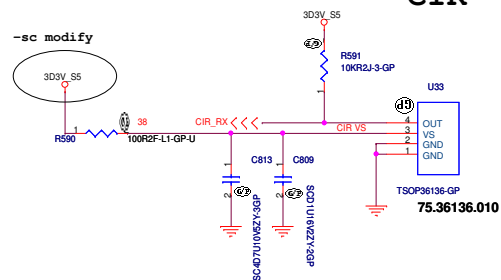 CIR
-sc modify
3D3V_S5
3D3V_S5
R591
10KR2J-3-GP
1
U33
R590
1
38
100R2F-L1-GP-U
CIR_RX
CIR VS
4 OUT
3 VS
2 GND
1 GND
TSOP36136-GP
75.36136.010
C813
1
2
SC4D7U10V5ZY-3GP
C809
1
2
SCD1U16V2ZY-2GP